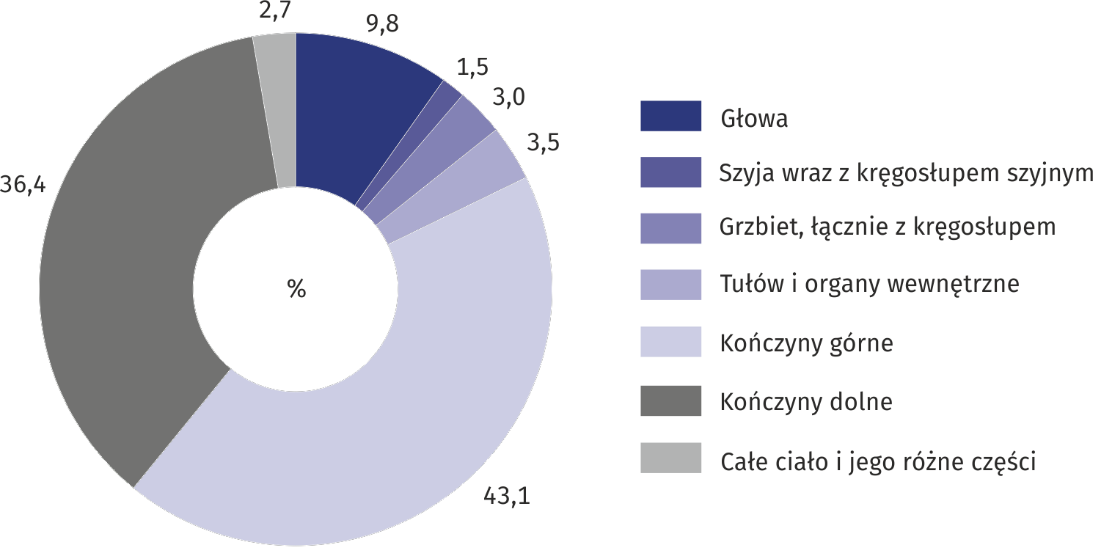 2,7
9,8
1,5
3,0
3,5
36,4
%
43,1
Głowa
Szyja wraz z kręgosłupem szyjnym
Grzbiet, łącznie z kręgosłupem
Tułów i organy wewnętrzne
Kończyny górne
Kończyny dolne
Całe ciało i jego różne części